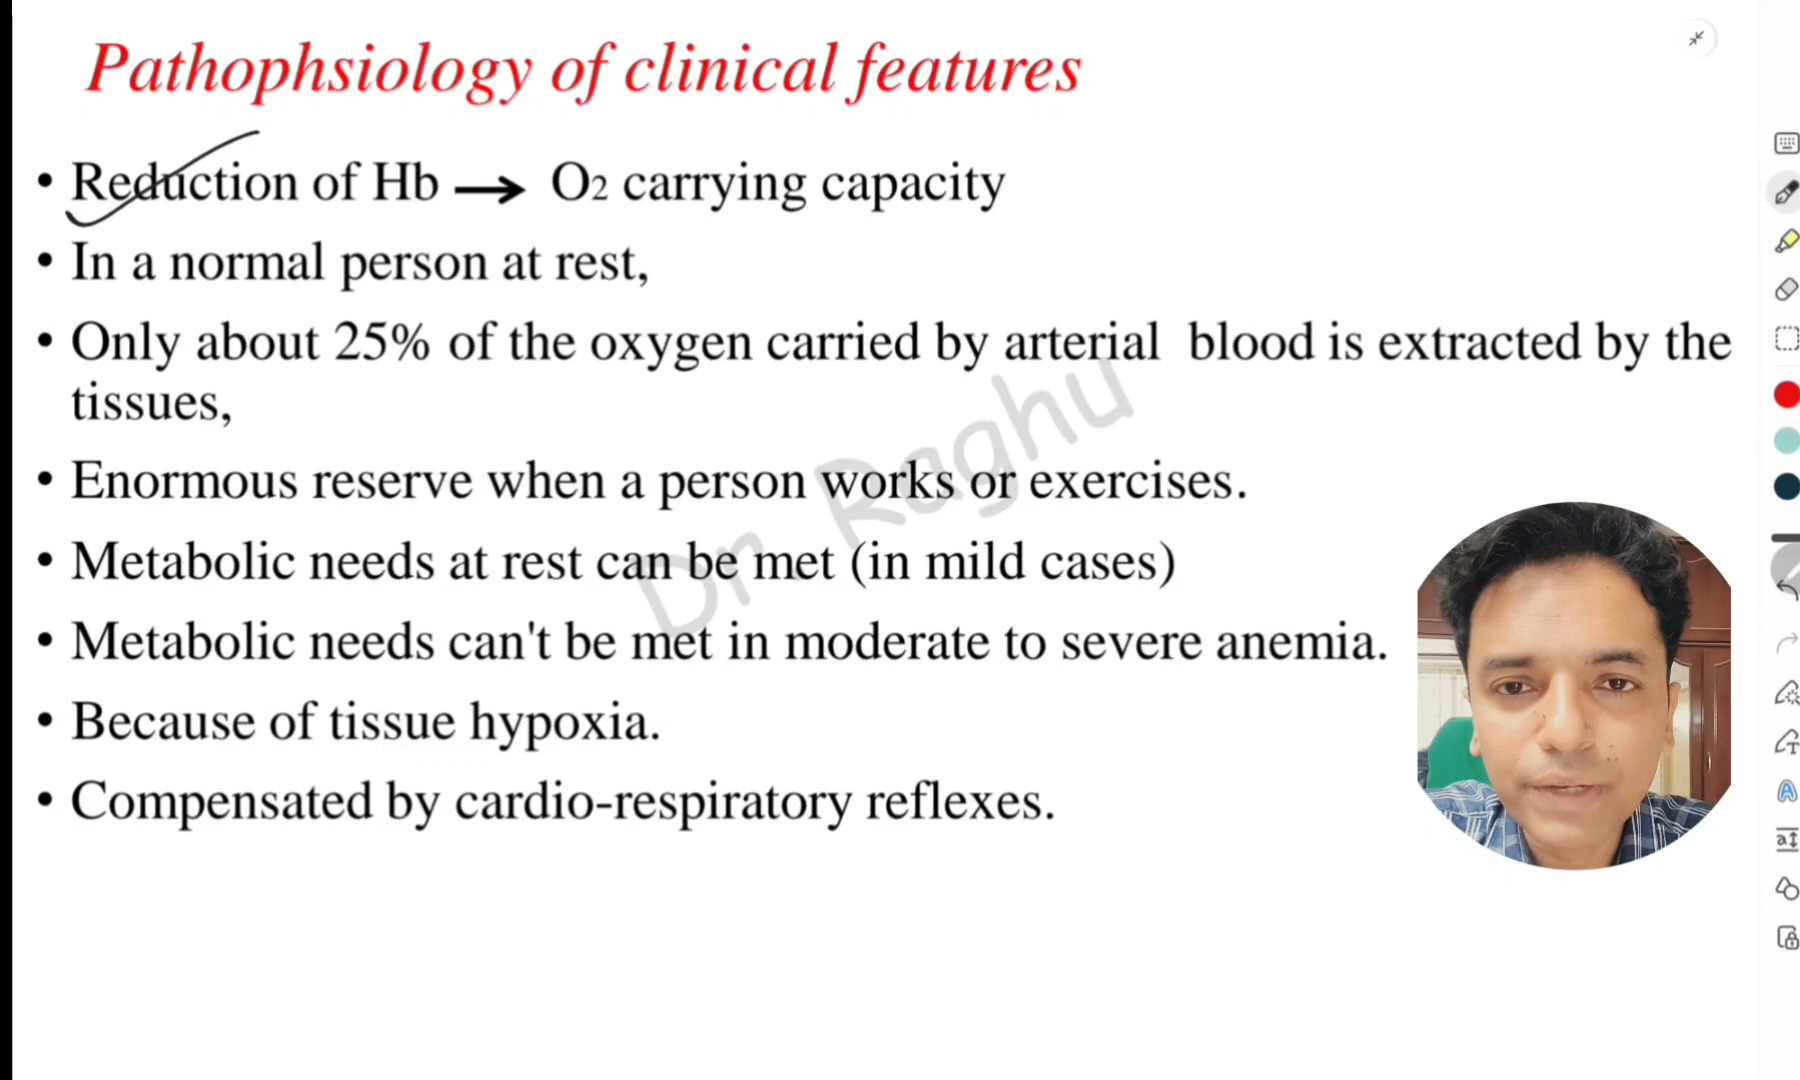 Pathophsiology of clinical features
• Reduction of Hb → O2 carrying capacity
• In a normal person at rest,
• Only about 25% of the oxygen carried by arterial blood is extracted by the
tissues,
• Enormous reserve when a person works or exercises.
• Metabolic needs at rest can be met (in mild cases)
• Metabolic needs can't be met in moderate to severe anemia.
• Because of tissue hypoxia.
• Compensated by cardio-respiratory reflexes.
Dr. Raghu